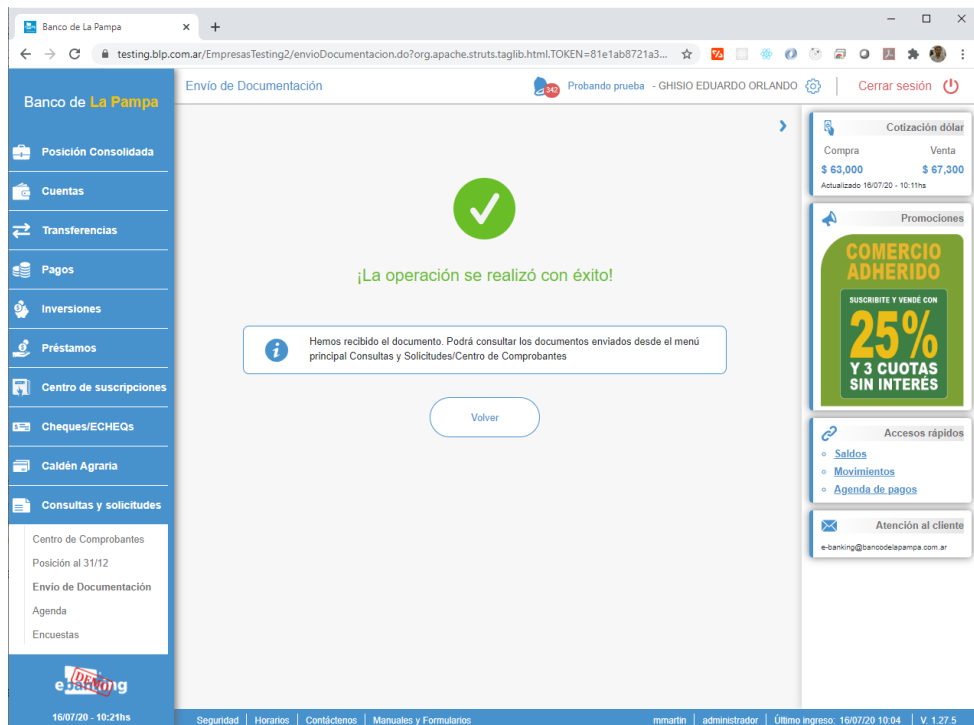 Banco de La Pampa
testing.blp.com.ar/EmpresasTesting2/envioDocumentacion.do?org.apache.struts.taglib.html.TOKEN=81e1ab8721a3...
Banco de La Pampa
Posición Consolidada
Cuentas
Transferencias
Pagos
Inversiones
Préstamos
Centro de suscripciones
Cheques/ECHEQs
Caldén Agraria
Consultas y solicitudes
Centro de Comprobantes
Posición al 31/12
Envío de Documentación
Agenda
Encuestas
e banking
DEMO
16/07/20 - 10:21hs
Envío de Documentación
342
Probando prueba - GHISIO EDUARDO ORLANDO
Cerrar sesión
¡La operación se realizó con éxito!
Hemos recibido el documento. Podrá consultar los documentos enviados desde el menú
principal Consultas y Solicitudes/Centro de Comprobantes
Volver
Cotización dólar
Compra Venta
$ 63,000 $ 67,300
Actualizado 16/07/20 - 10:11hs
Promociones
COMERCIO
ADHERIDO
SUSCRIBITE Y VENDÉ CON
25%
Y 3 CUOTAS
SIN INTERÉS
Accesos rápidos
Saldos
Movimientos
Agenda de pagos
Atención al cliente
e-banking@bancodelapampa.com.ar
Seguridad | Horarios | Contáctenos | Manuales y Formularios
mmartin | administrador | Último ingreso: 16/07/20 10:04 | V. 1.27.5